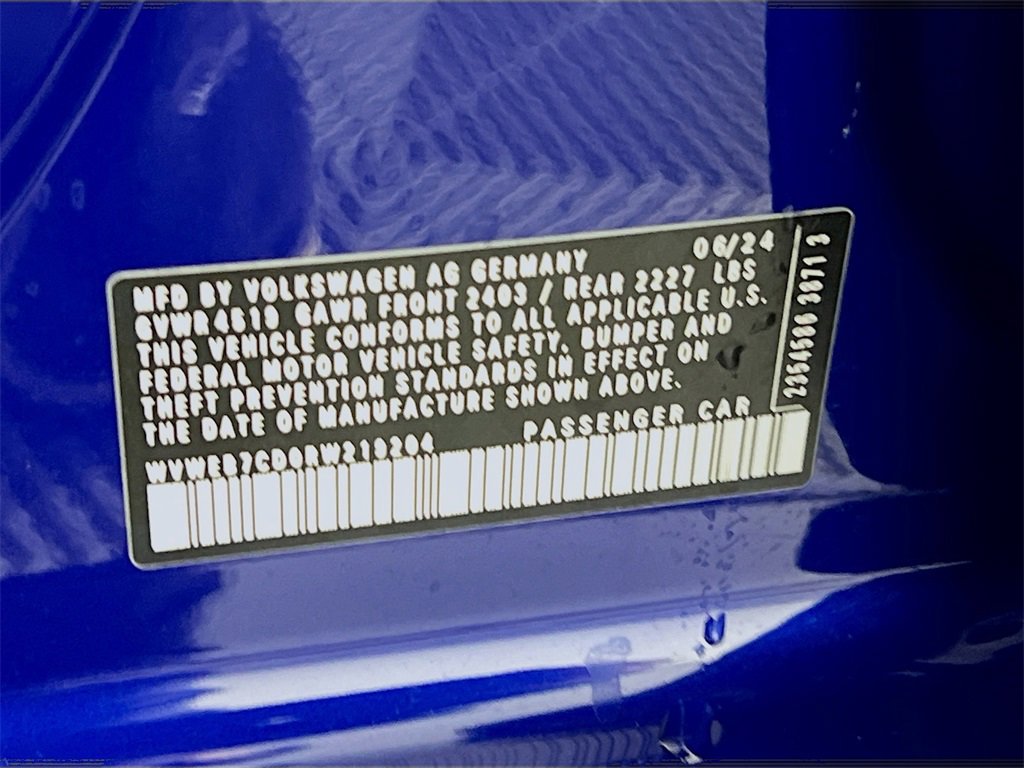 06/24
MFD BY VOLKSWAGEN AG GERMANY
GVWR 4519 GAWR FRONT 2403 / REAR 2227 LBS
THIS VEHICLE CONFORMS TO ALL APPLICABLE U.S.
FEDERAL MOTOR VEHICLE SAFETY, BUMPER AND
THEFT PREVENTION STANDARDS IN EFFECT ON
THE DATE OF MANUFACTURE SHOWN ABOVE.
WVWEB7CD0RW219204 PASSENGER CAR